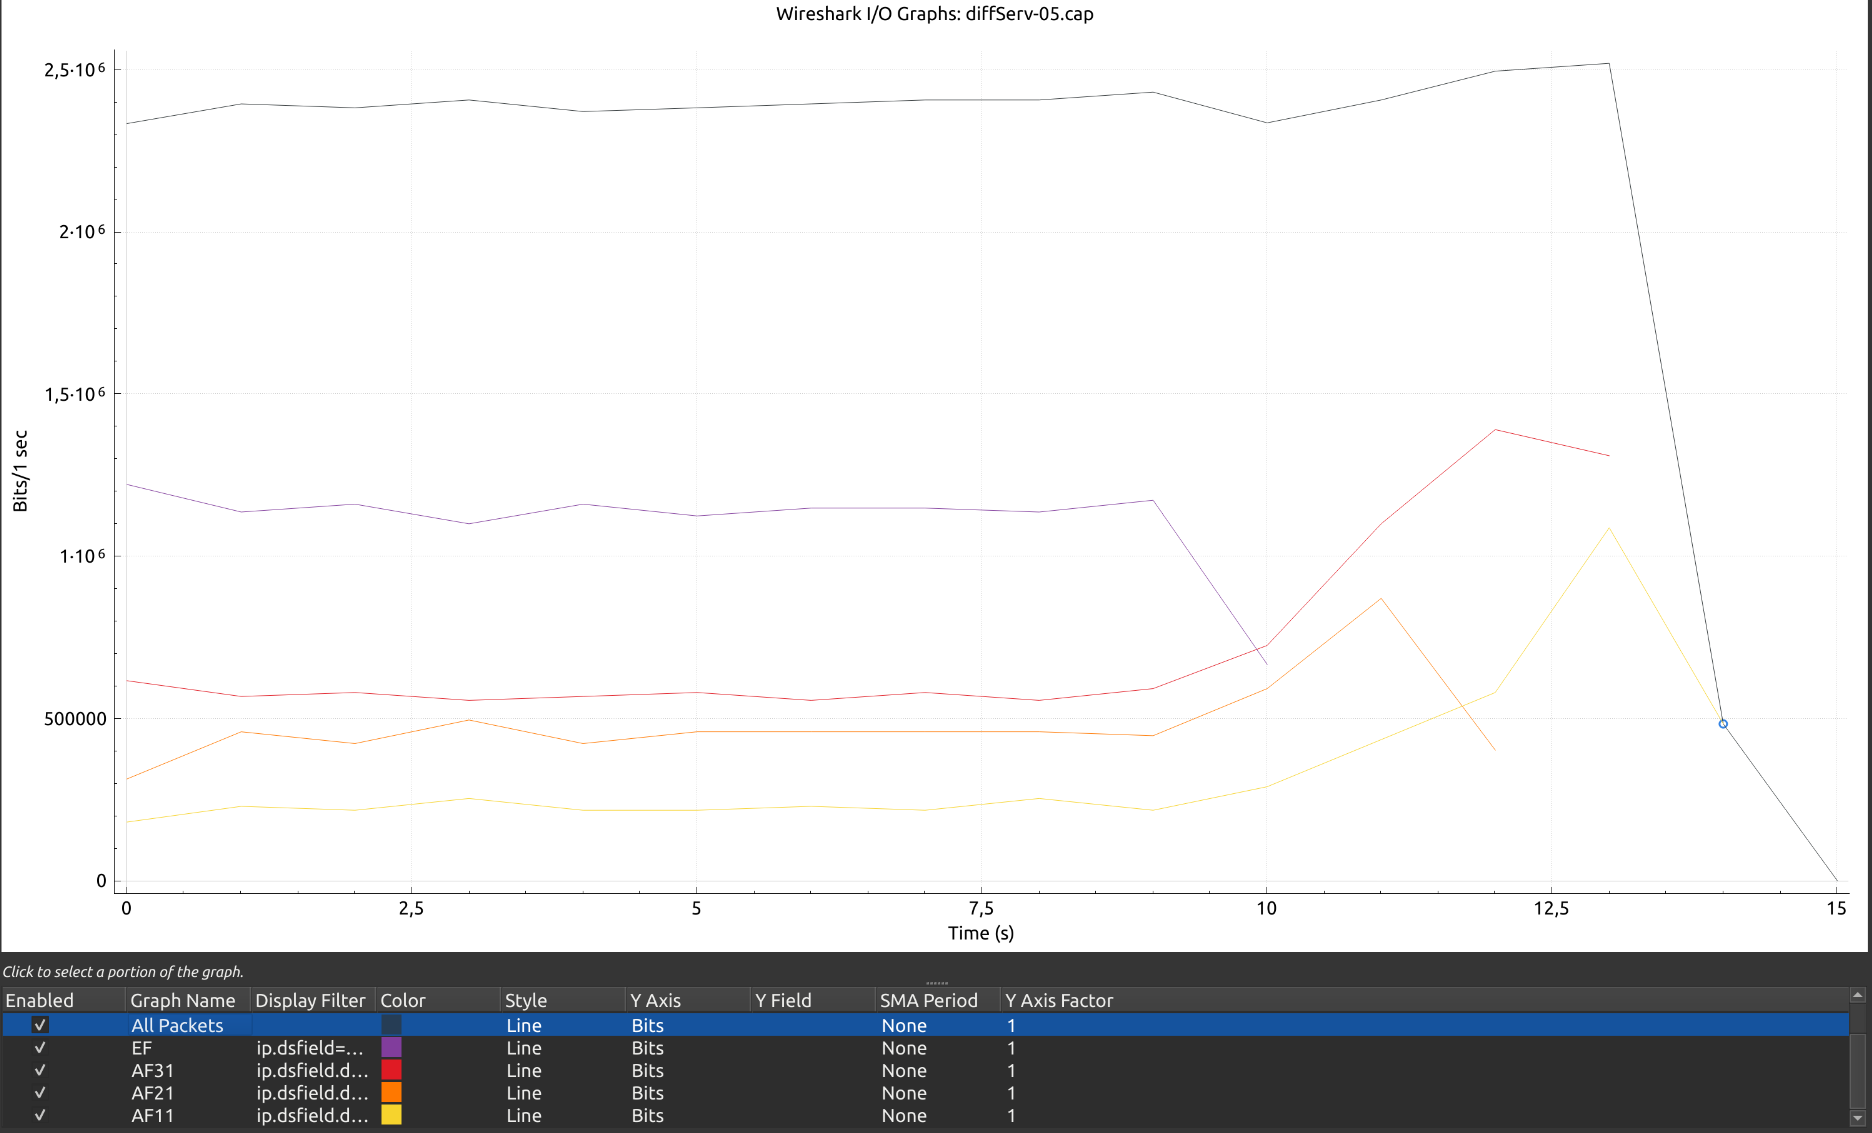 Wireshark I/O Graphs: diffServ-05.cap
2,5·10⁶
2·10⁶
1,5·10⁶
1·10⁶
500000
0
Bits/1 sec
0 2,5 5 7,5 10 12,5 15
Time (s)
Click to select a portion of the graph.
Enabled Graph Name Display Filter Color Style Y Axis Y Field SMA Period Y Axis Factor
All Packets Line Bits None 1
EF ip.dsfield=... Line Bits None 1
AF31 ip.dsfield.d... Line Bits None 1
AF21 ip.dsfield.d... Line Bits None 1
AF11 ip.dsfield.d... Line Bits None 1